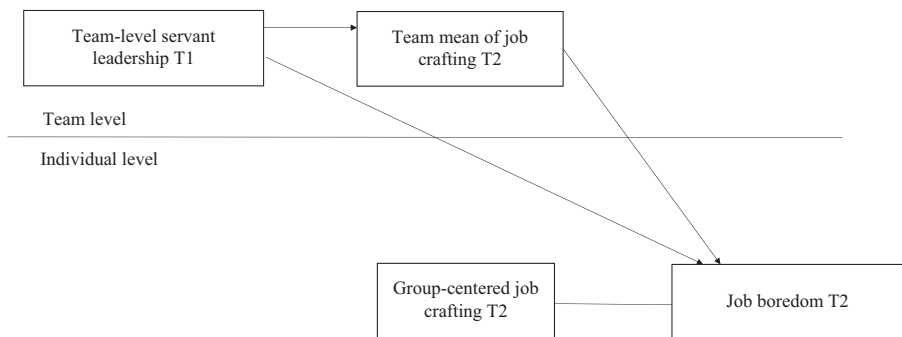 Team-level servant
leadership T1
Team mean of job
crafting T2
Team level
Individual level
Group-centered job
crafting T2
Job boredom T2